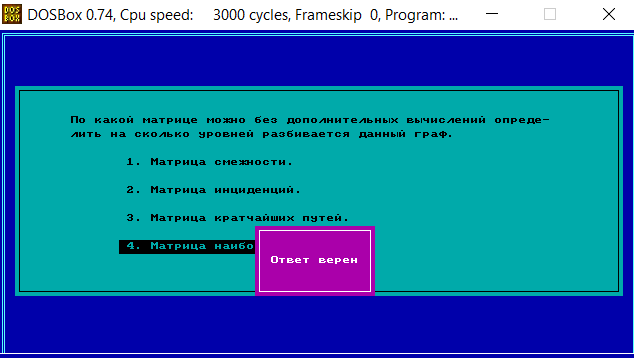 DOSBox 0.74, Cpu speed: 3000 cycles, Frameskip 0, Program: ...
По какой матрице можно без дополнительных вычислений опреде-
лить на сколько уровней разбивается данный граф.
1. Матрица смежности.
2. Матрица инциденций.
3. Матрица кратчайших путей.
4. Матрица наибо
Ответ верен